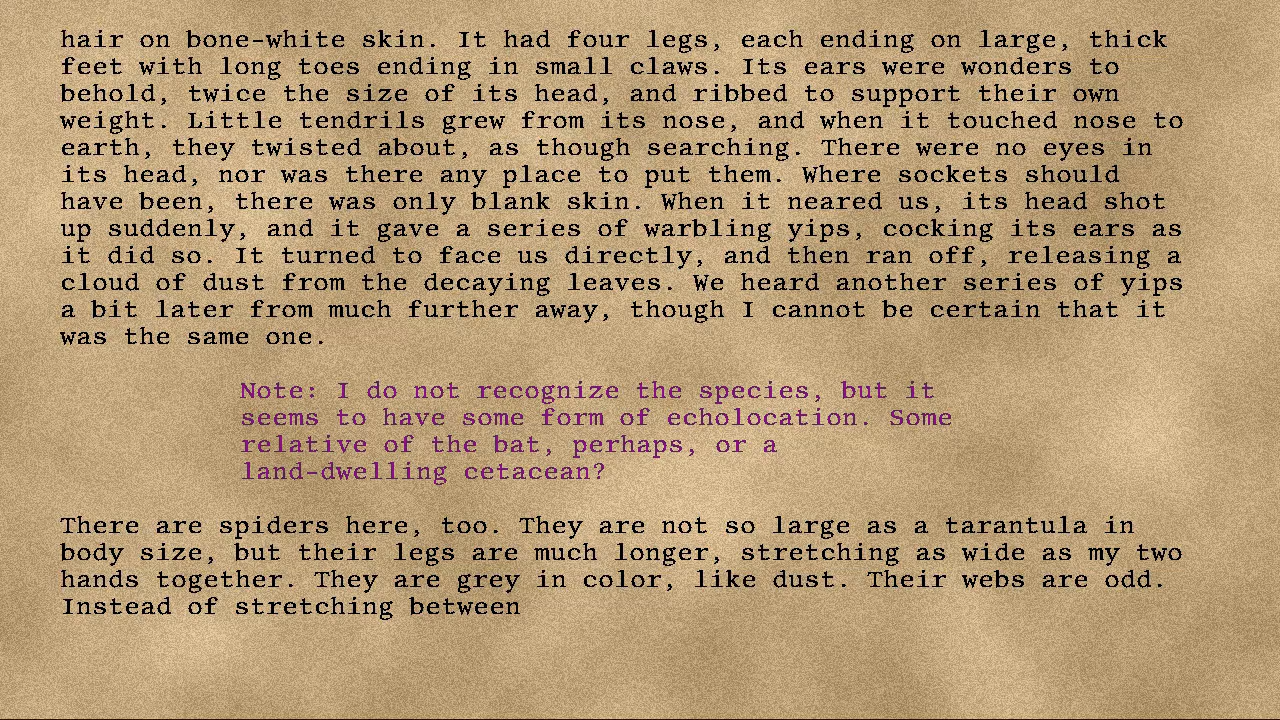 hair on bone-white skin. It had four legs, each ending on large, thick
feet with long toes ending in small claws. Its ears were wonders to
behold, twice the size of its head, and ribbed to support their own
weight. Little tendrils grew from its nose, and when it touched nose to
earth, they twisted about, as though searching. There were no eyes in
its head, nor was there any place to put them. Where sockets should
have been, there was only blank skin. When it neared us, its head shot
up suddenly, and it gave a series of warbling yips, cocking its ears as
it did so. It turned to face us directly, and then ran off, releasing a
cloud of dust from the decaying leaves. We heard another series of yips
a bit later from much further away, though I cannot be certain that it
was the same one.
Note: I do not recognize the species, but it
seems to have some form of echolocation. Some
relative of the bat, perhaps, or a
land-dwelling cetacean?
There are spiders here, too. They are not so large as a tarantula in
body size, but their legs are much longer, stretching as wide as my two
hands together. They are grey in color, like dust. Their webs are odd.
Instead of stretching between